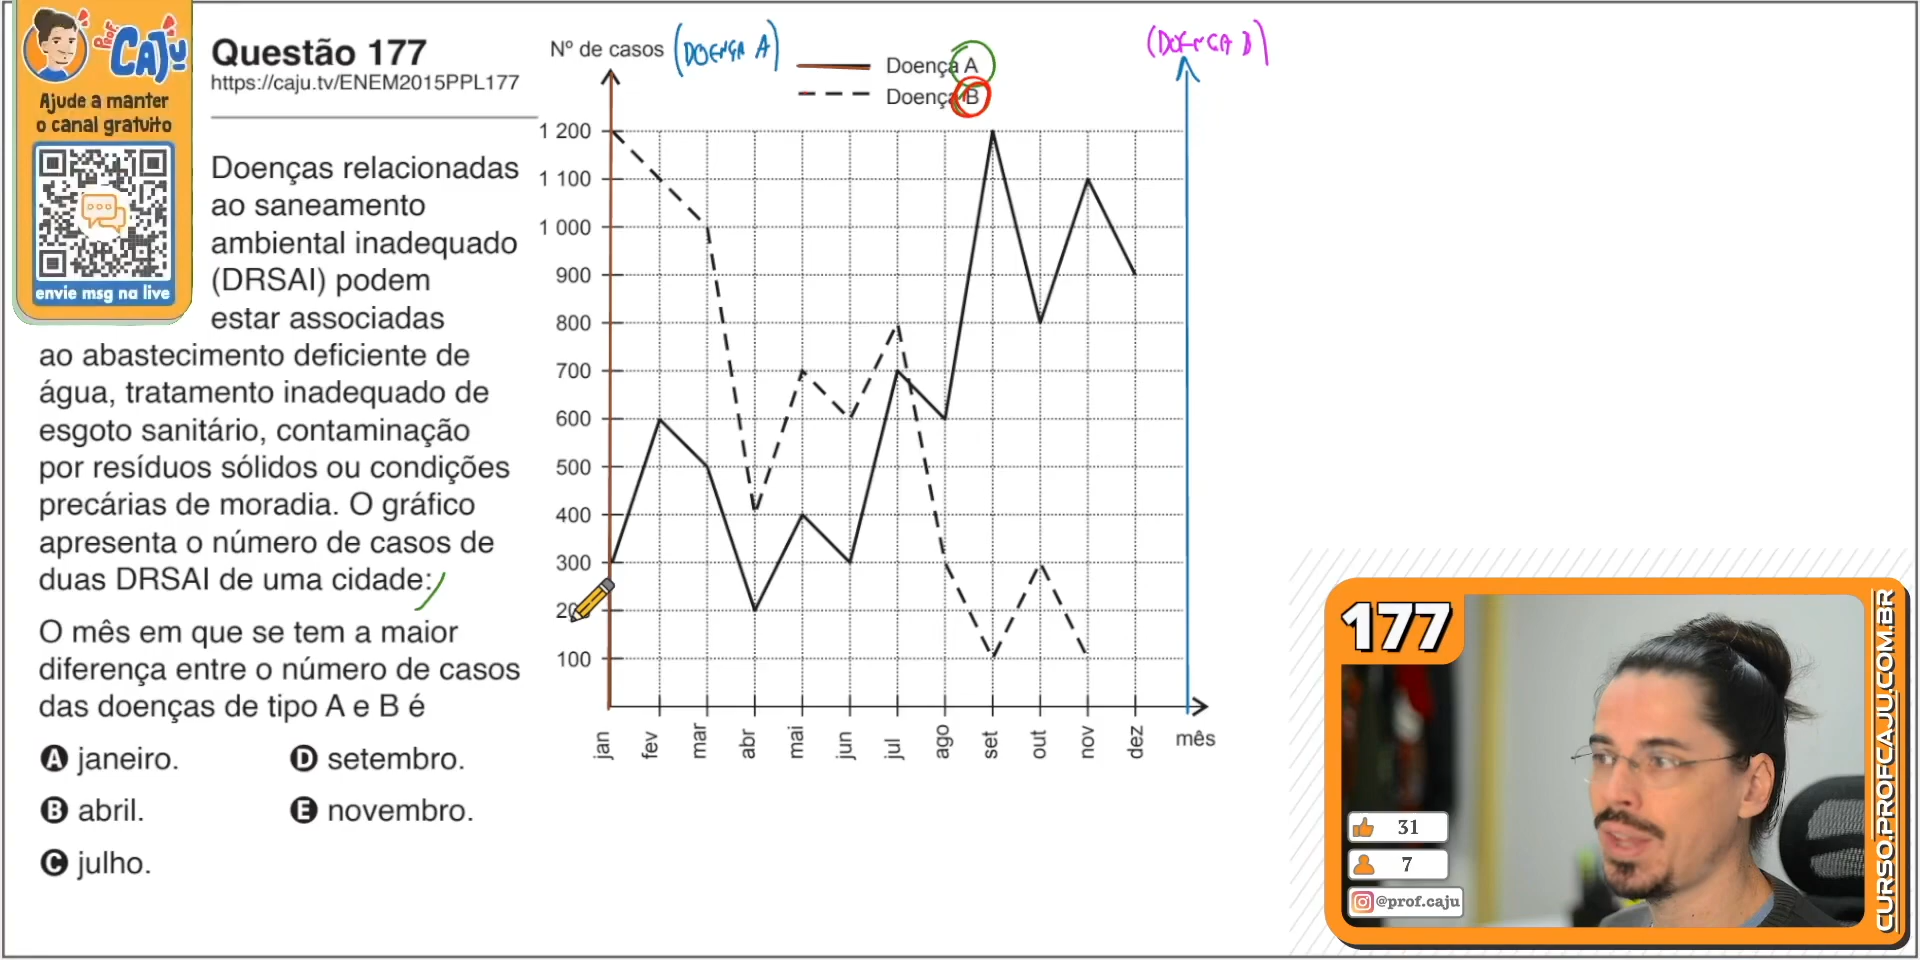 PROF. CAJU
Ajude a manter
o canal gratuito
envie msg na live
Questão 177
https://caju.tv/ENEM2015PPL177
Doenças relacionadas
ao saneamento
ambiental inadequado
(DRSAI) podem
estar associadas
ao abastecimento deficiente de
água, tratamento inadequado de
esgoto sanitário, contaminação
por resíduos sólidos ou condições
precárias de moradia. O gráfico
apresenta o número de casos de
duas DRSAI de uma cidade:
O mês em que se tem a maior
diferença entre o número de casos
das doenças de tipo A e B é
A janeiro.
B abril.
C julho.
D setembro.
E novembro.
Nº de casos
(DOENÇA A)
Doença A
Doença B
(DOENÇA B)
1 200
1 100
1 000
900
800
700
600
500
400
300
100
jan
fev
mar
abr
mai
jun
jul
ago
set
out
nov
dez
mês
177
31
7
@prof.caju
CURSO.PROFCAJU.COM.BR